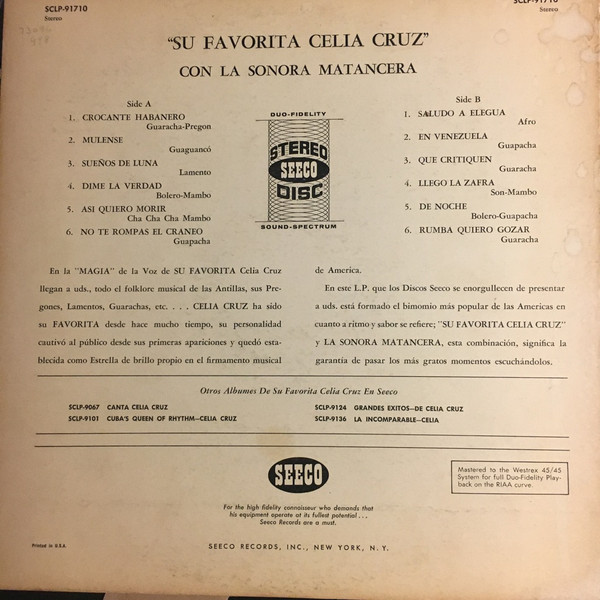 SCLP-91710
Stereo
SCLP-91710
Stereo
"SU FAVORITA CELIA CRUZ"
CON LA SONORA MATANCERA
Side A
1. CROCANTE HABANERO
Guaracha-Pregon
2. MULENSE
Guaguancó
3. SUEÑOS DE LUNA
Lamento
4. DIME LA VERDAD
Bolero-Mambo
5. ASI QUIERO MORIR
Cha Cha Cha Mambo
6. NO TE ROMPAS EL CRANEO
Guapacha
DUO-FIDELITY
STEREO
SEECO
DISC
SOUND-SPECTRUM
Side B
1. SALUDO A ELEGUA
Afro
2. EN VENEZUELA
Guapacha
3. QUE CRITIQUEN
Guaracha
4. LLEGO LA ZAFRA
Son-Mambo
5. DE NOCHE
Bolero-Guapacha
6. RUMBA QUIERO GOZAR
Guaracha
En la "MAGIA" de la Voz de SU FAVORITA Celia Cruz
llegan a uds., todo el folklore musical de las Antillas, sus Pre-
gones, Lamentos, Guarachas, etc. . . . CELIA CRUZ ha sido
su FAVORITA desde hace mucho tiempo, su personalidad
cautivó al público desde sus primeras apariciones y quedó esta-
blecida como Estrella de brillo propio en el firmamento musical
de America.
En este L.P. que los Discos Seeco se enorgullecen de presentar
a uds. está formado el bimomio más popular de las Americas en
cuanto a ritmo y sabor se refiere; "SU FAVORITA CELIA CRUZ"
y LA SONORA MATANCERA, esta combinación, significa la
garantía de pasar los más gratos momentos escuchándolos.
Otros Albumes De Su Favorita Celia Cruz En Seeco
SCLP-9067 CANTA CELIA CRUZ
SCLP-9101 CUBA'S QUEEN OF RHYTHM—CELIA CRUZ
SCLP-9124 GRANDES EXITOS—DE CELIA CRUZ
SCLP-9136 LA INCOMPARABLE—CELIA
SEECO
For the high fidelity connoisseur who demands that
his equipment operate at its fullest potential . . .
Seeco Records are a must.
Mastered to the Westrex 45/45
System for full Duo-Fidelity Play-
back on the RIAA curve.
Printed in U.S.A.
SEECO RECORDS, INC., NEW YORK, N. Y.